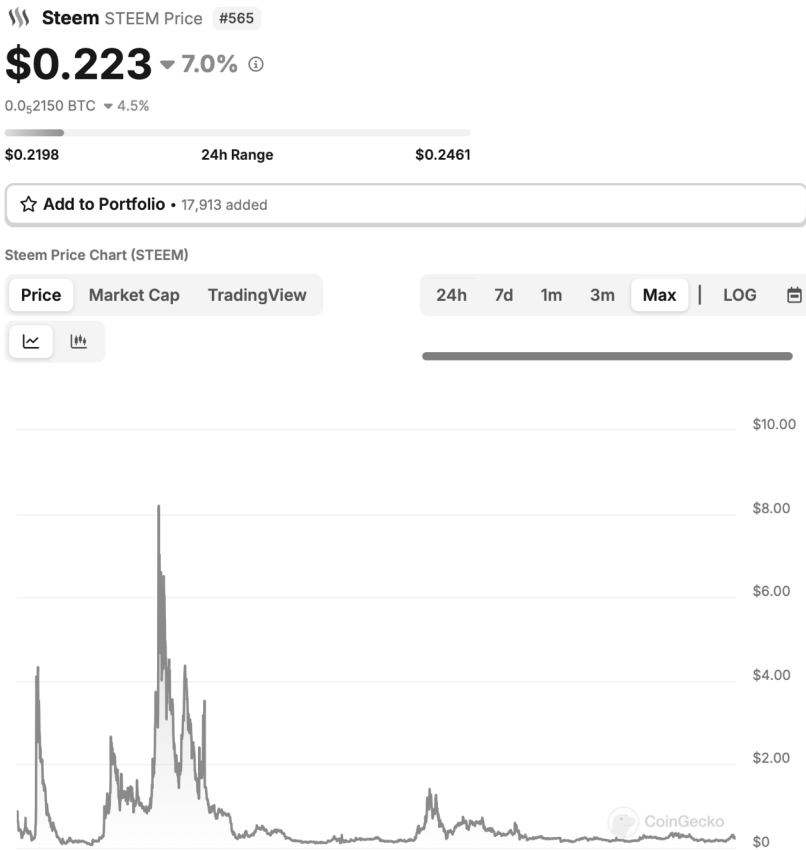 Steem STEEM Price #565
$0.223 7.0%
0.0₅2150 BTC 4.5%
$0.2198 24h Range $0.2461
Add to Portfolio • 17,913 added
Steem Price Chart (STEEM)
Price Market Cap TradingView 24h 7d 1m 3m Max | LOG
$10.00
$8.00
$6.00
$4.00
$2.00
CoinGecko
$0